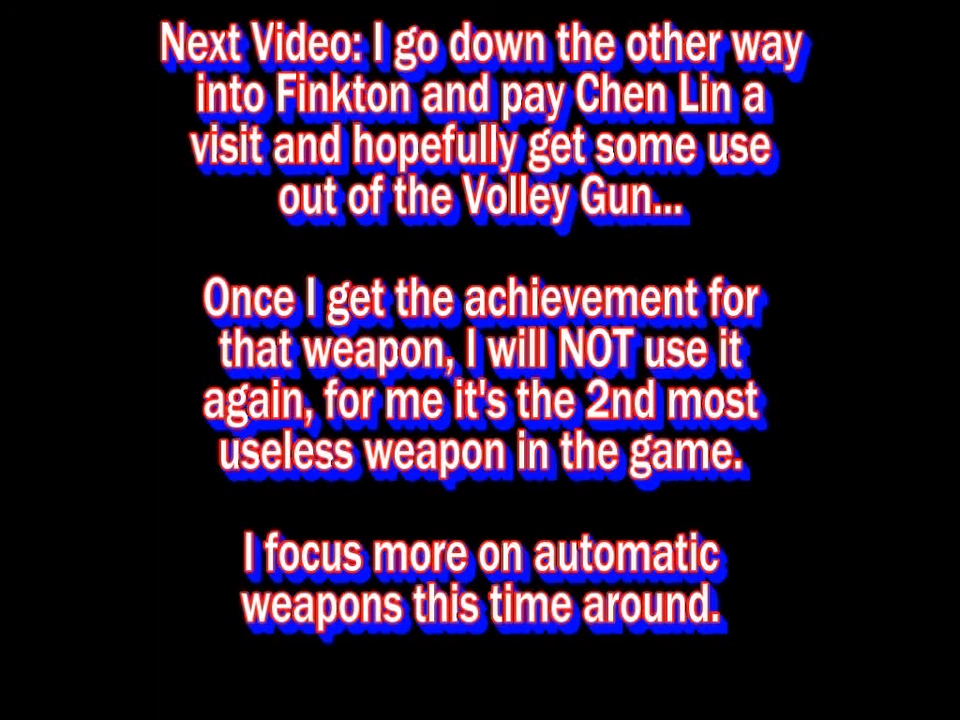 Next Video: I go down the other way
into Finkton and pay Chen Lin a
visit and hopefully get some use
out of the Volley Gun...
Once I get the achievement for
that weapon, I will NOT use it
again, for me it's the 2nd most
useless weapon in the game.
I focus more on automatic
weapons this time around.